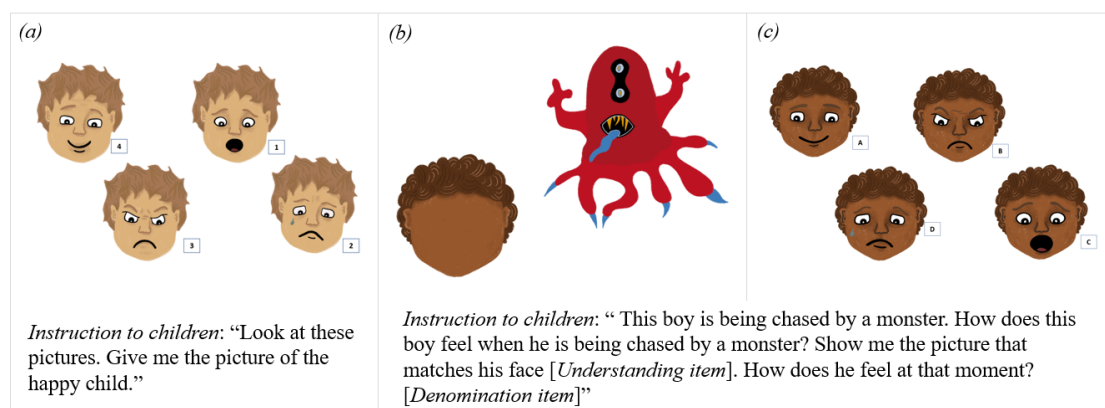 (a)
4
1
3
2
Instruction to children: “Look at these
pictures. Give me the picture of the
happy child.”
(b)
(c)
A
B
D
C
Instruction to children: “ This boy is being chased by a monster. How does this
boy feel when he is being chased by a monster? Show me the picture that
matches his face [Understanding item]. How does he feel at that moment?
[Denomination item]”